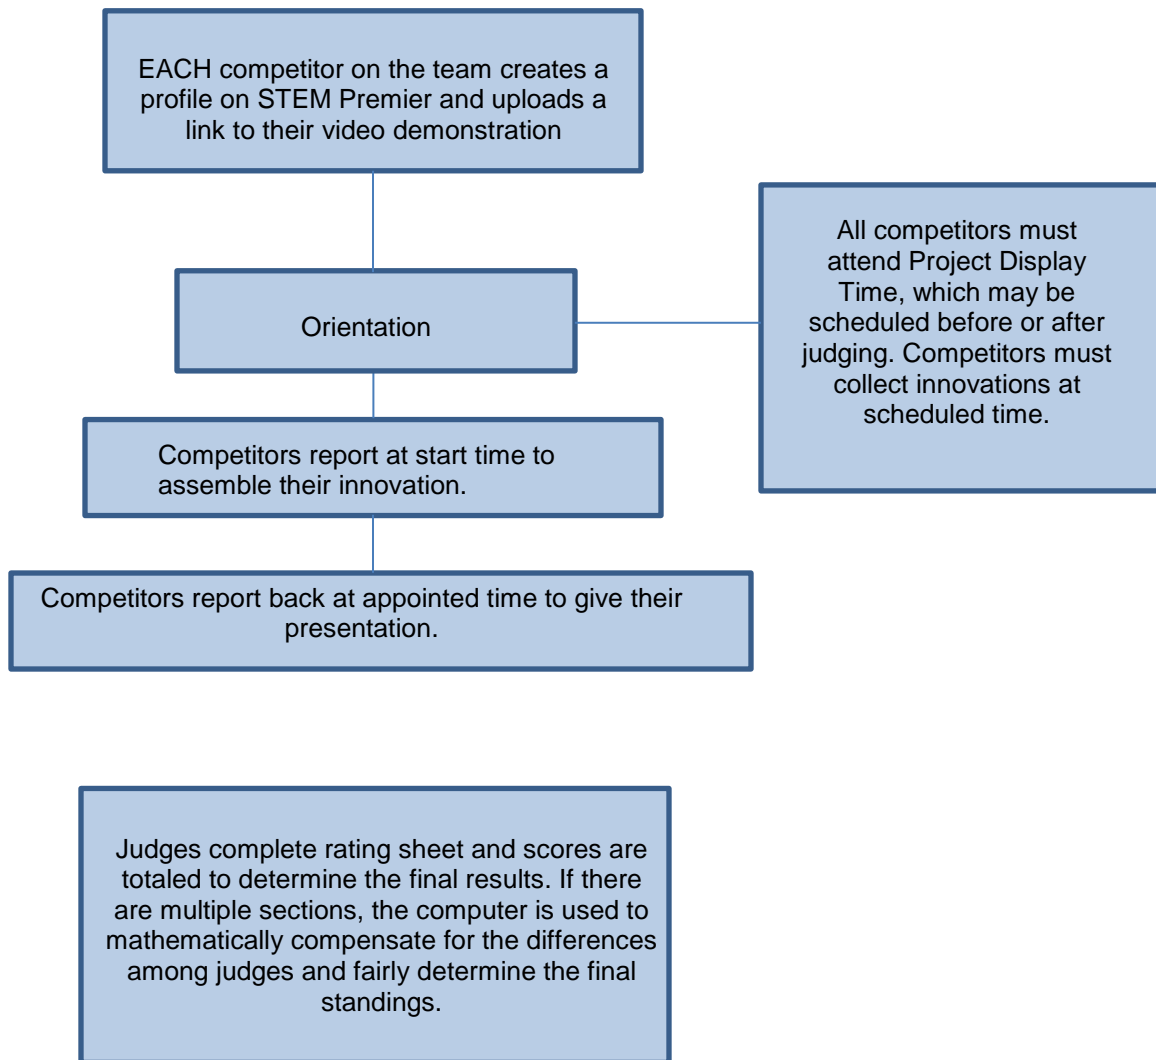 EACH competitor on the team creates a
profile on STEM Premier and uploads a
link to their video demonstration
Orientation
All competitors must
attend Project Display
Time, which may be
scheduled before or after
judging. Competitors must
collect innovations at
scheduled time.
Competitors report at start time to
assemble their innovation.
Competitors report back at appointed time to give their
presentation.
Judges complete rating sheet and scores are
totaled to determine the final results. If there
are multiple sections, the computer is used to
mathematically compensate for the differences
among judges and fairly determine the final
standings.